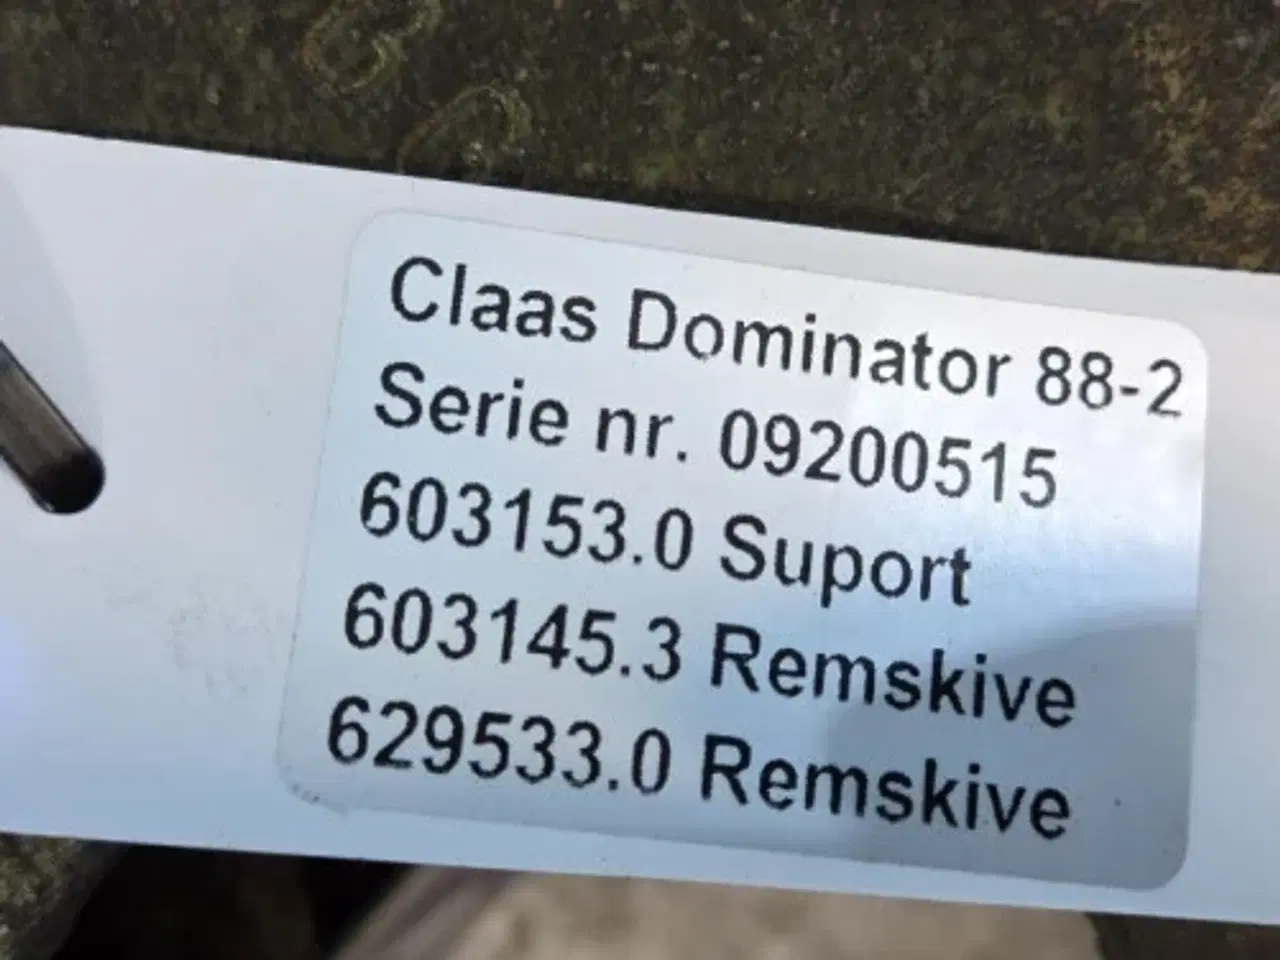 Claas Dominator 88-2
Serie nr. 09200515
603153.0 Suport
603145.3 Remskive
629533.0 Remskive